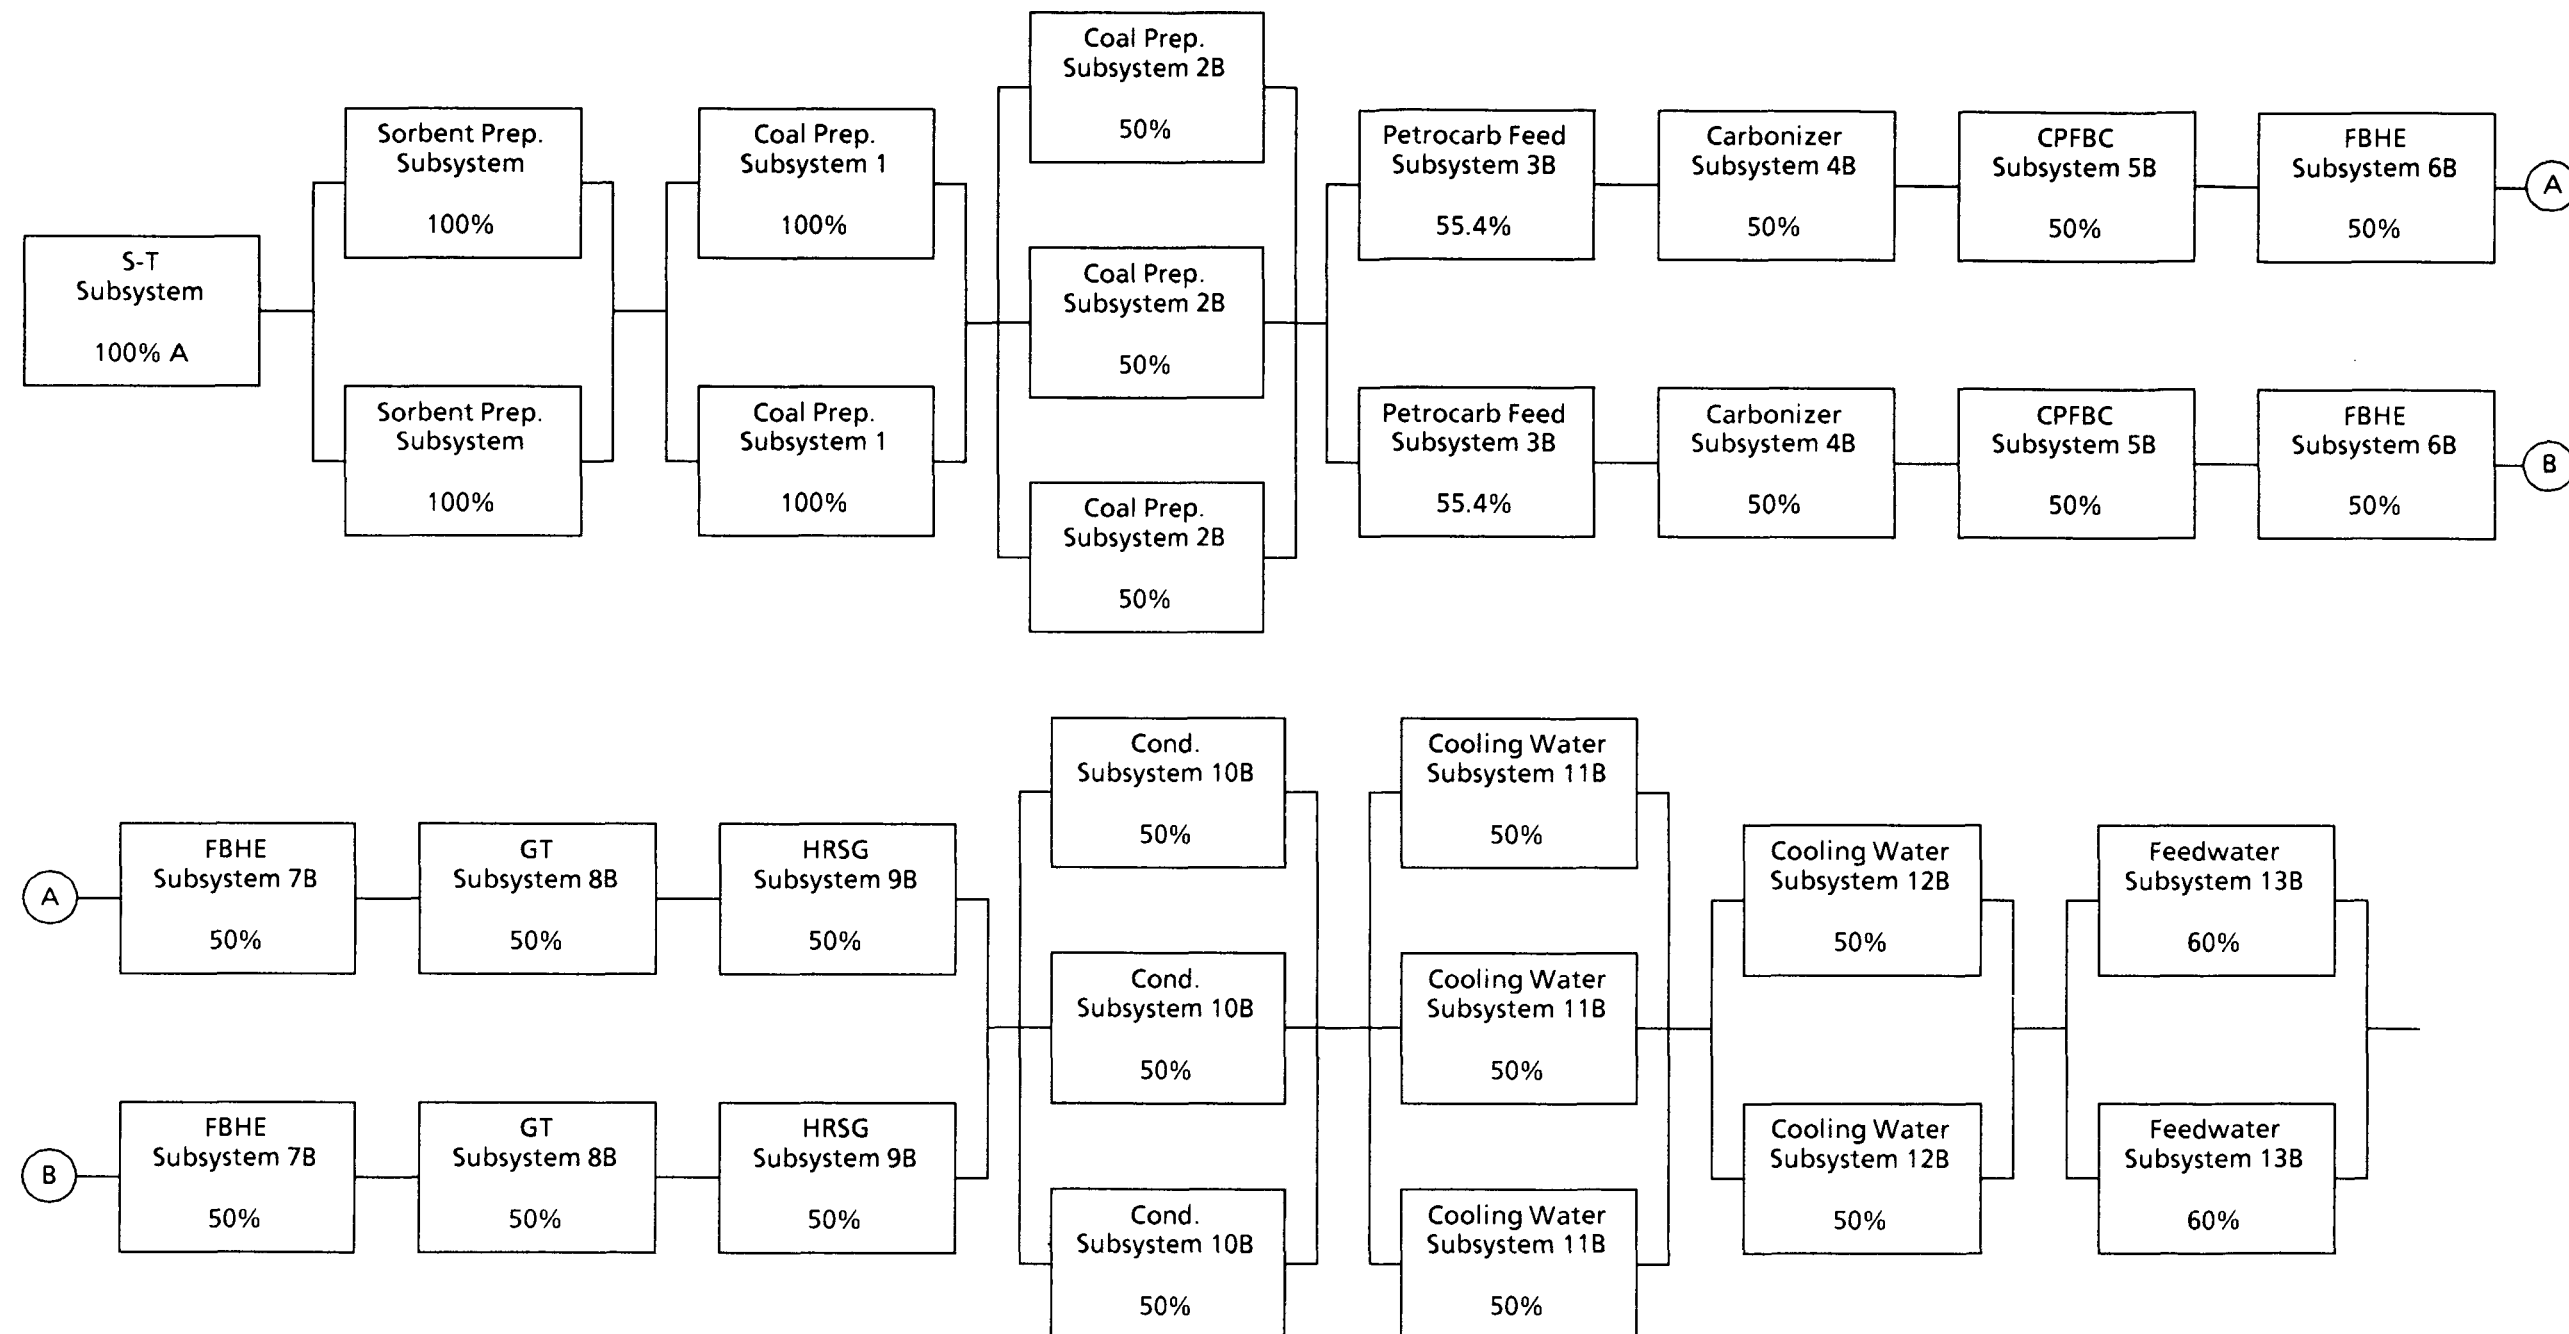 S-T
Subsystem
100% A
Sorbent Prep.
Subsystem
100%
Sorbent Prep.
Subsystem
100%
Coal Prep.
Subsystem 1
100%
Coal Prep.
Subsystem 1
100%
Coal Prep.
Subsystem 2B
50%
Coal Prep.
Subsystem 2B
50%
Coal Prep.
Subsystem 2B
50%
Petrocarb Feed
Subsystem 3B
55.4%
Carbonizer
Subsystem 4B
50%
CPFBC
Subsystem 5B
50%
FBHE
Subsystem 6B
50%
A
Petrocarb Feed
Subsystem 3B
55.4%
Carbonizer
Subsystem 4B
50%
CPFBC
Subsystem 5B
50%
FBHE
Subsystem 6B
50%
B
A
FBHE
Subsystem 7B
50%
GT
Subsystem 8B
50%
HRSG
Subsystem 9B
50%
B
FBHE
Subsystem 7B
50%
GT
Subsystem 8B
50%
HRSG
Subsystem 9B
50%
Cond.
Subsystem 10B
50%
Cond.
Subsystem 10B
50%
Cond.
Subsystem 10B
50%
Cooling Water
Subsystem 11B
50%
Cooling Water
Subsystem 11B
50%
Cooling Water
Subsystem 11B
50%
Cooling Water
Subsystem 12B
50%
Cooling Water
Subsystem 12B
50%
Feedwater
Subsystem 13B
60%
Feedwater
Subsystem 13B
60%